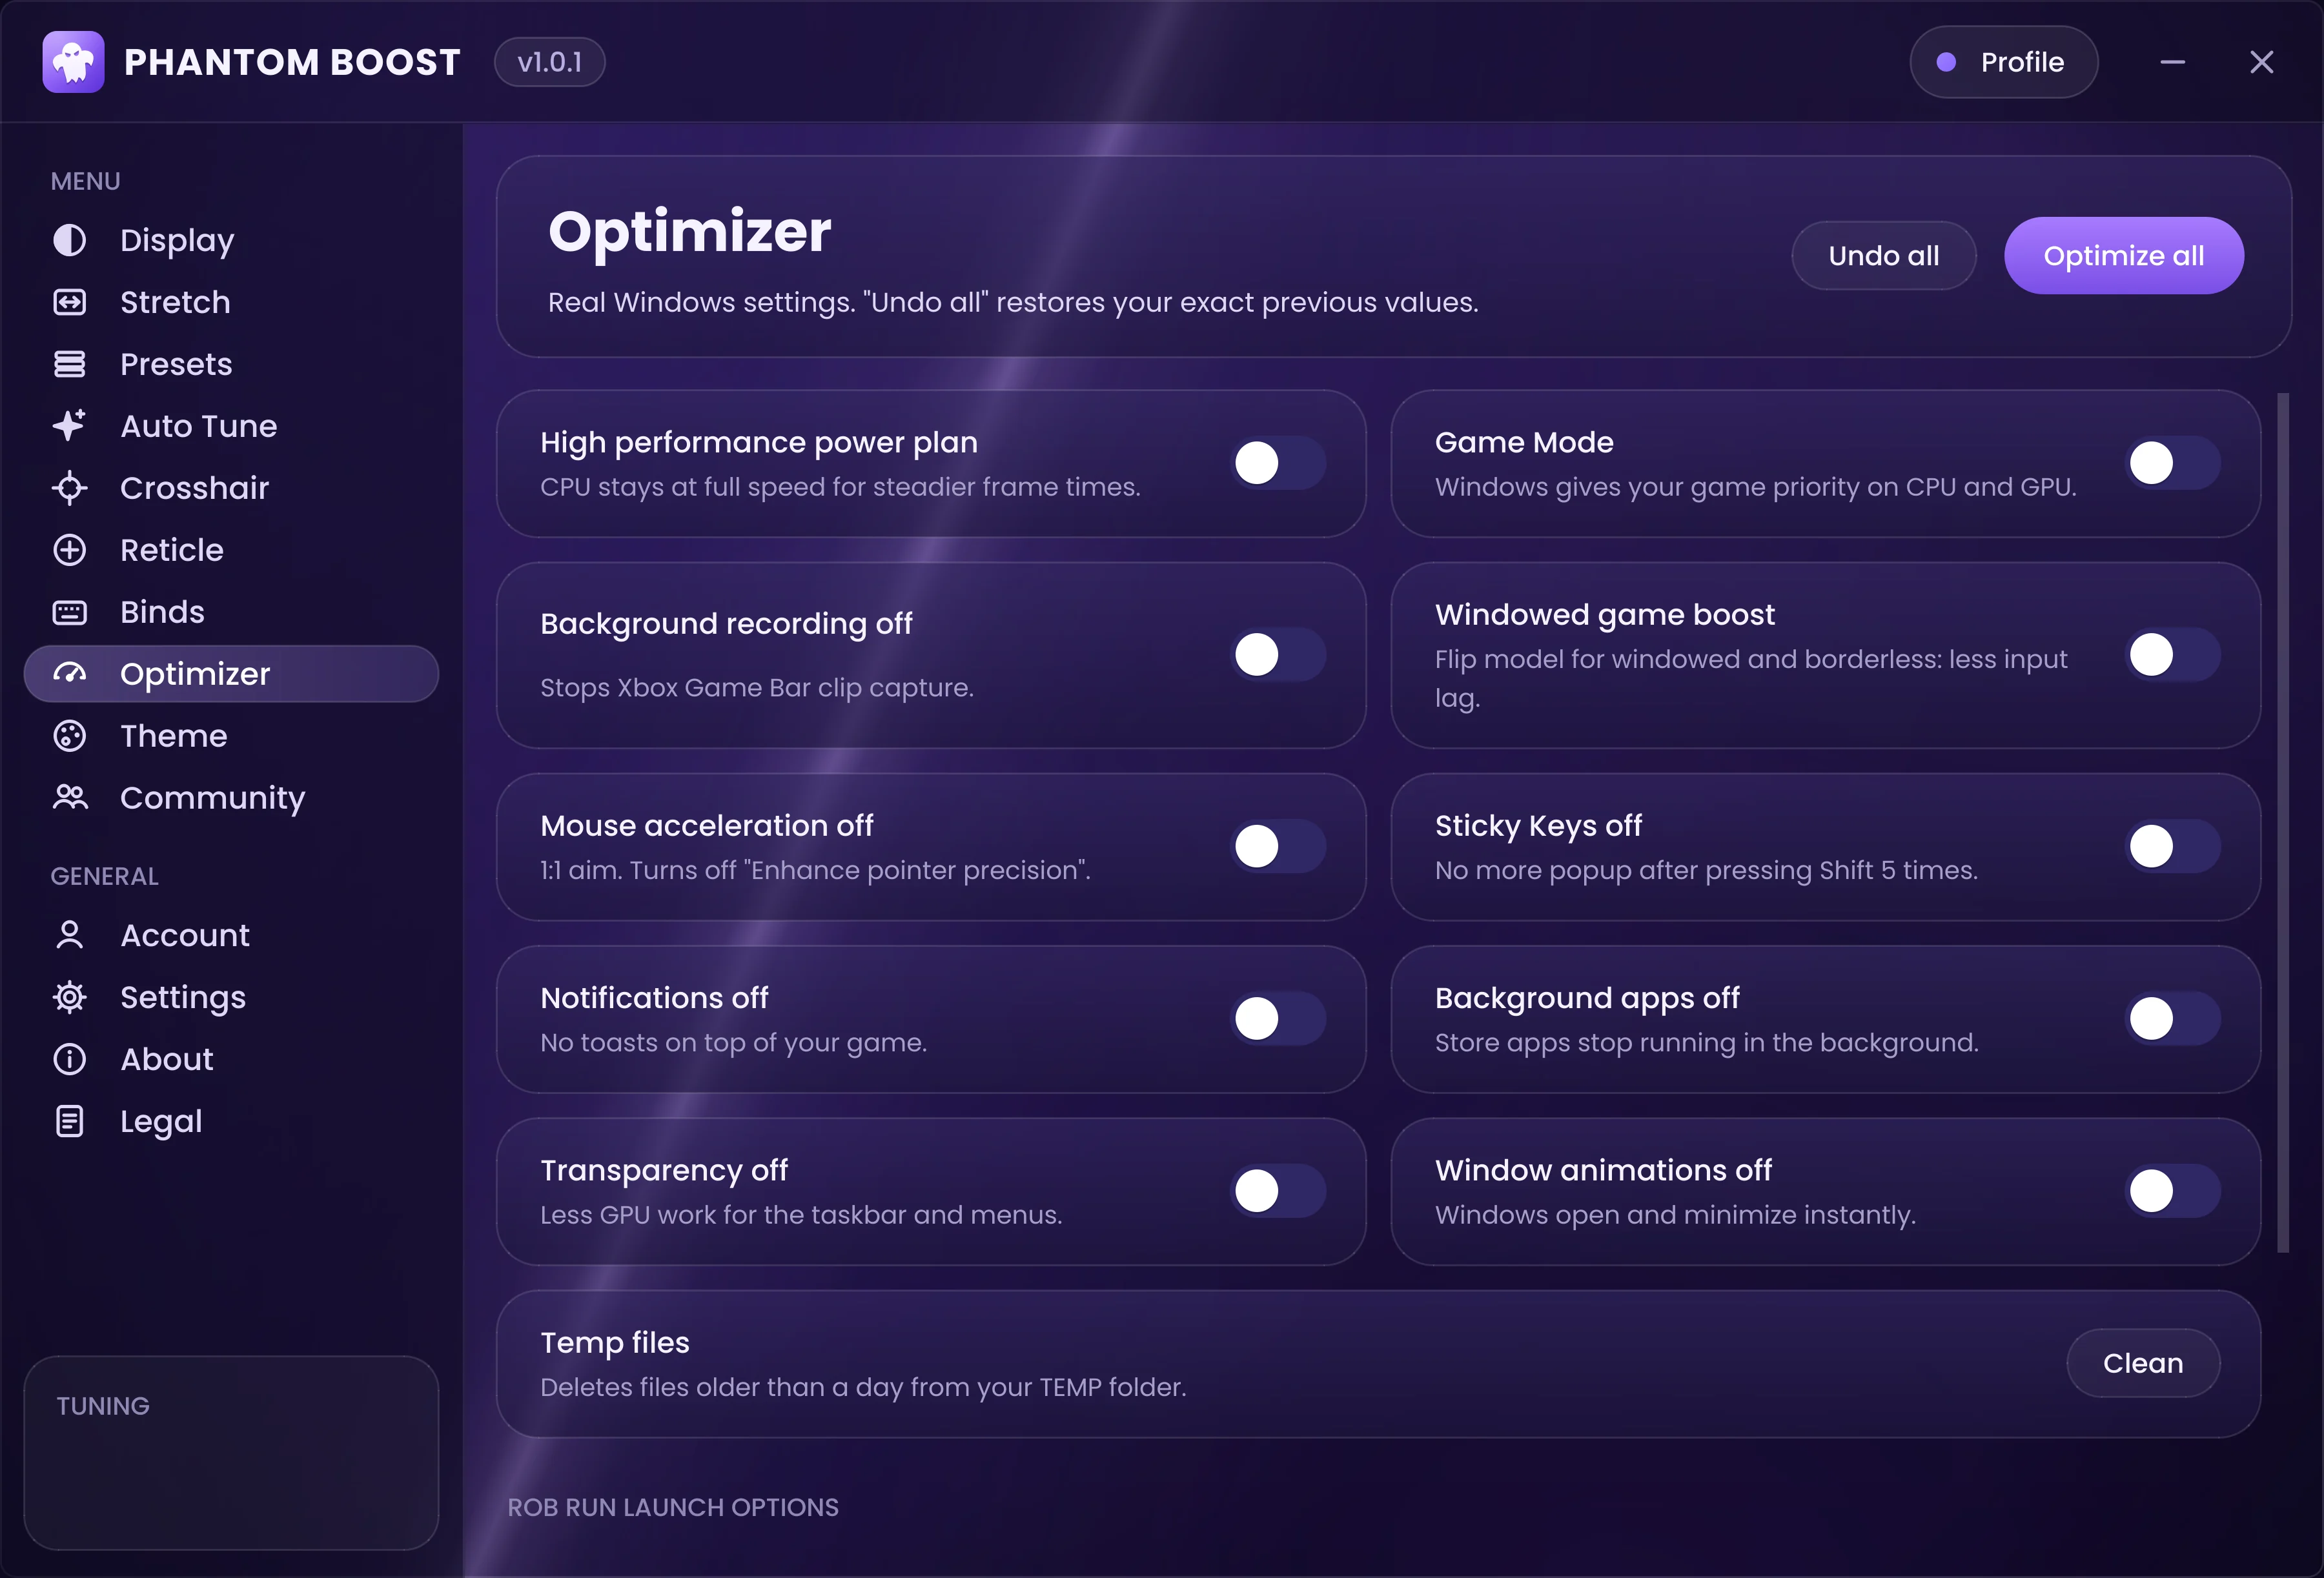 PHANTOM BOOST
v1.0.1
Profile
MENU
Display
Stretch
Presets
Auto Tune
Crosshair
Reticle
Binds
Optimizer
Theme
Community
GENERAL
Account
Settings
About
Legal
TUNING
Optimizer
Real Windows settings. "Undo all" restores your exact previous values.
Undo all
Optimize all
High performance power plan
CPU stays at full speed for steadier frame times.
Game Mode
Windows gives your game priority on CPU and GPU.
Background recording off
Stops Xbox Game Bar clip capture.
Windowed game boost
Flip model for windowed and borderless: less input
lag.
Mouse acceleration off
1:1 aim. Turns off "Enhance pointer precision".
Sticky Keys off
No more popup after pressing Shift 5 times.
Notifications off
No toasts on top of your game.
Background apps off
Store apps stop running in the background.
Transparency off
Less GPU work for the taskbar and menus.
Window animations off
Windows open and minimize instantly.
Temp files
Deletes files older than a day from your TEMP folder.
Clean
ROB RUN LAUNCH OPTIONS